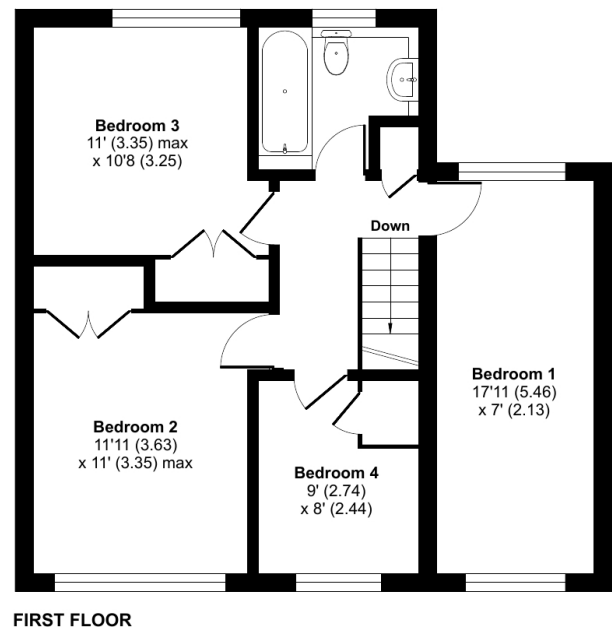 Bedroom 3
11' (3.35) max
x 10'8 (3.25)
Down
Bedroom 1
17'11 (5.46)
x 7' (2.13)
Bedroom 2
11'11 (3.63)
x 11' (3.35) max
Bedroom 4
9' (2.74)
x 8' (2.44)
FIRST FLOOR